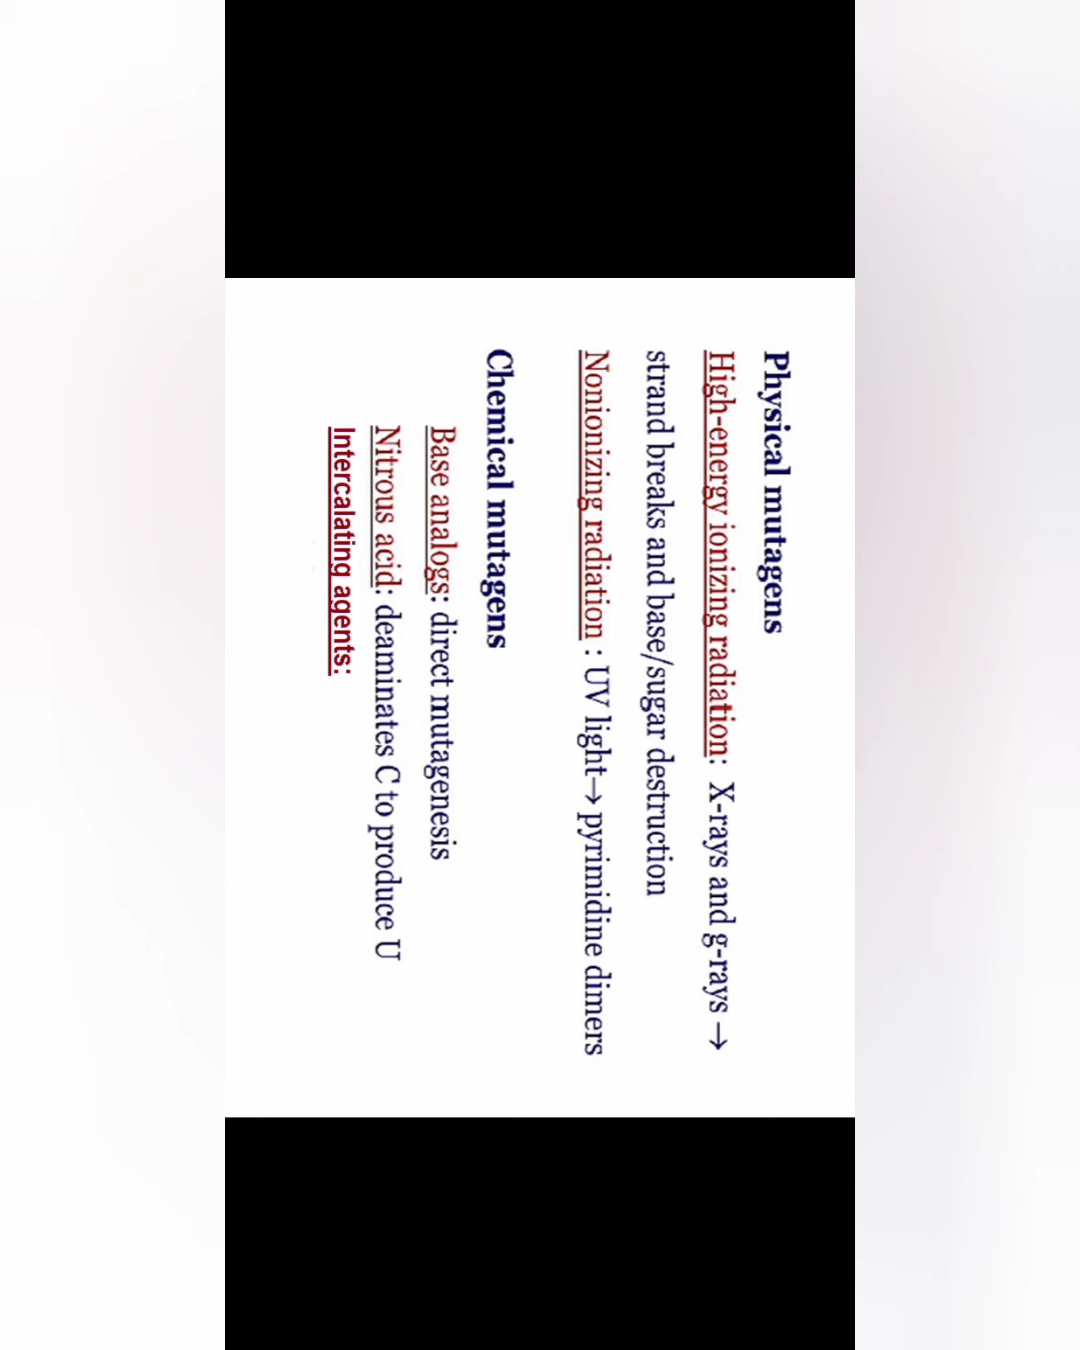 Physical mutagens
High-energy ionizing radiation: X-rays and g-rays →
strand breaks and base/sugar destruction
Nonionizing radiation : UV light→ pyrimidine dimers
Chemical mutagens
Base analogs: direct mutagenesis
Nitrous acid: deaminates C to produce U
Intercalating agents: